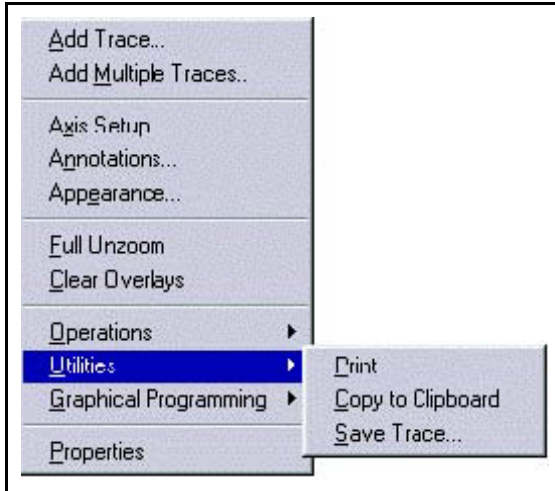 Add Trace...
Add Multiple Traces..
Axis Setup
Annotations...
Appearance...
Full Unzoom
Clear Overlays
Operations
Utilities
Graphical Programming
Properties
Print
Copy to Clipboard
Save Trace...